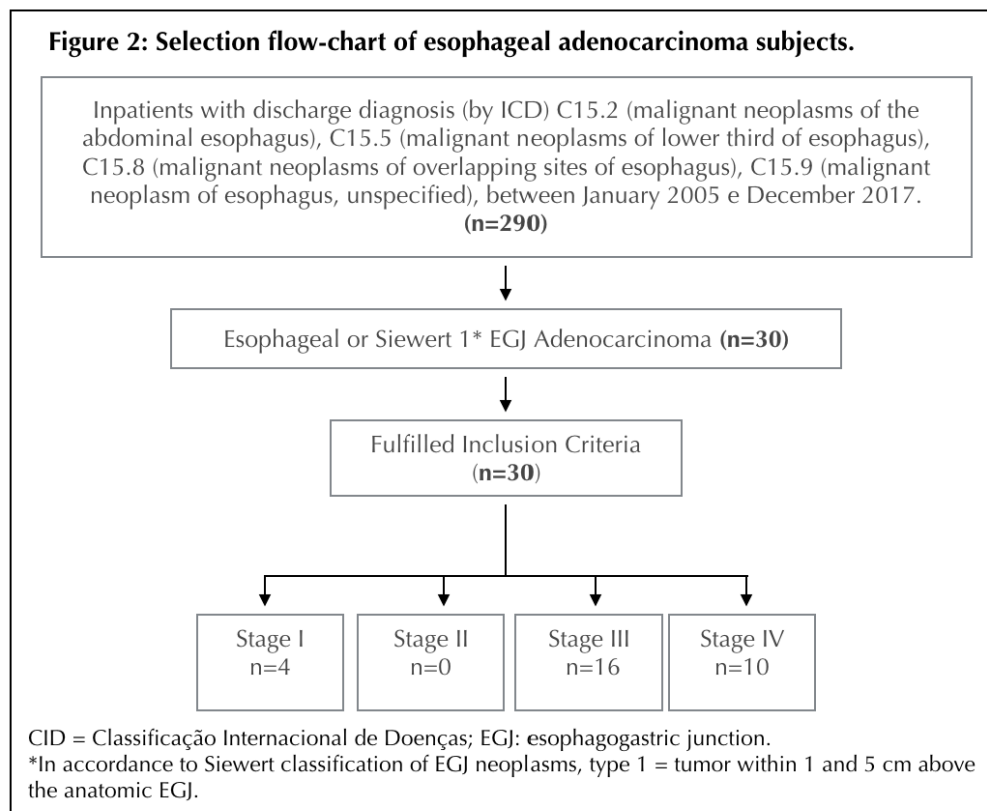 Figure 2: Selection flow-chart of esophageal adenocarcinoma subjects.
Inpatients with discharge diagnosis (by ICD) C15.2 (malignant neoplasms of the
abdominal esophagus), C15.5 (malignant neoplasms of lower third of esophagus),
C15.8 (malignant neoplasms of overlapping sites of esophagus), C15.9 (malignant
neoplasm of esophagus, unspecified), between January 2005 e December 2017.
(n=290)
Esophageal or Siewert 1* EGJ Adenocarcinoma (n=30)
Fulfilled Inclusion Criteria
(n=30)
Stage I
n=4
Stage II
n=0
Stage III
n=16
Stage IV
n=10
CID = Classificação Internacional de Doenças; EGJ: esophagogastric junction.
*In accordance to Siewert classification of EGJ neoplasms, type 1 = tumor within 1 and 5 cm above
the anatomic EGJ.